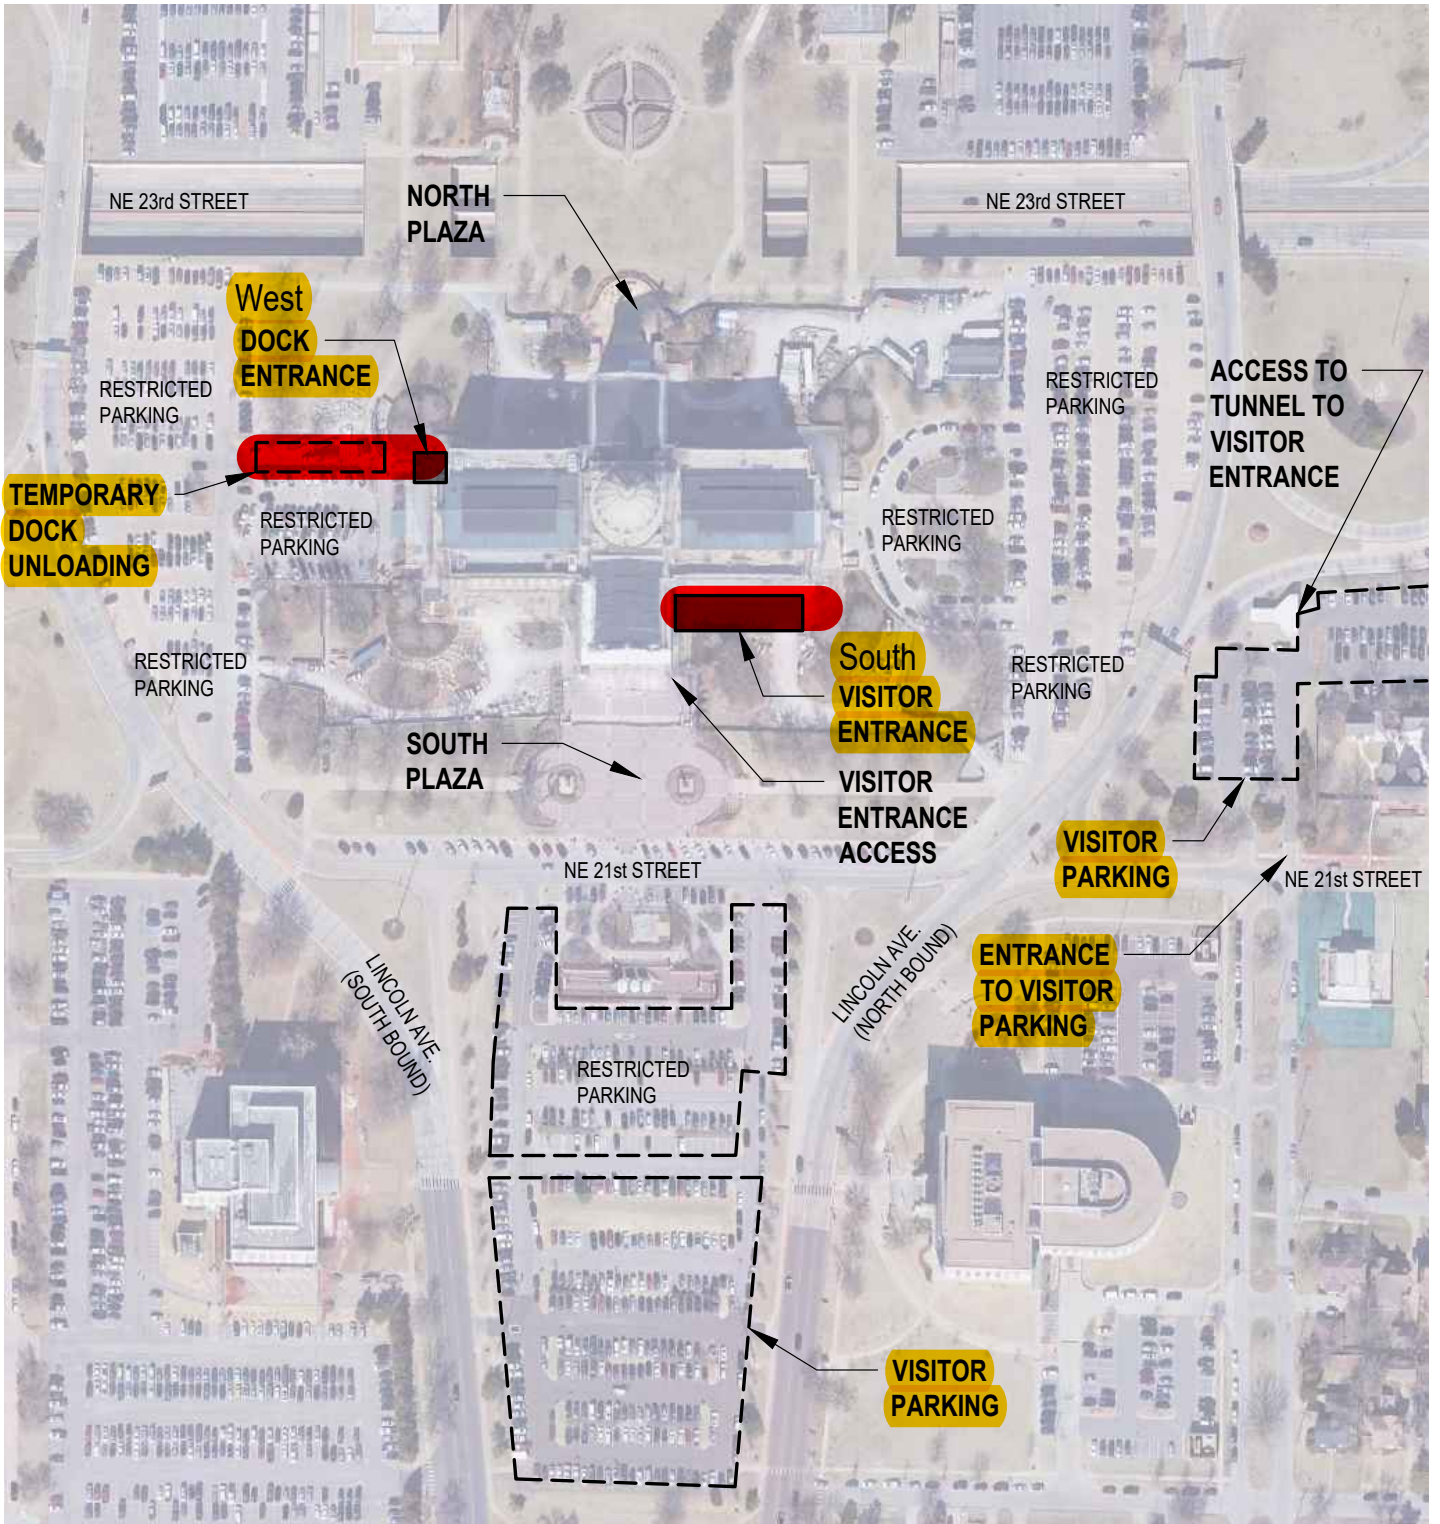 NE 23rd STREET
NORTH
PLAZA
NE 23rd STREET
West
DOCK
ENTRANCE
RESTRICTED
PARKING
RESTRICTED
PARKING
ACCESS TO
TUNNEL TO
VISITOR
ENTRANCE
TEMPORARY
DOCK
UNLOADING
RESTRICTED
PARKING
RESTRICTED
PARKING
RESTRICTED
PARKING
South
VISITOR
ENTRANCE
RESTRICTED
PARKING
SOUTH
PLAZA
VISITOR
ENTRANCE
ACCESS
VISITOR
PARKING
NE 21st STREET
NE 21st STREET
LINCOLN AVE.
(SOUTH BOUND)
LINCOLN AVE.
(NORTH BOUND)
ENTRANCE
TO VISITOR
PARKING
RESTRICTED
PARKING
VISITOR
PARKING